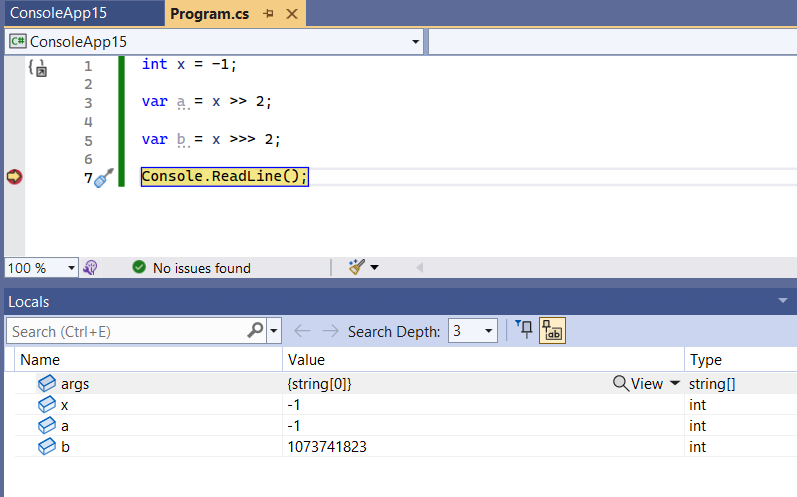 ConsoleApp15 Program.cs
C# ConsoleApp15
1 int x = -1;
2
3 var a = x >> 2;
4
5 var b = x >>> 2;
6
7 Console.ReadLine();
100 % No issues found
Locals
Search (Ctrl+E) Search Depth: 3 ab
Name Value Type
args {string[0]} View string[]
x -1 int
a -1 int
b 1073741823 int